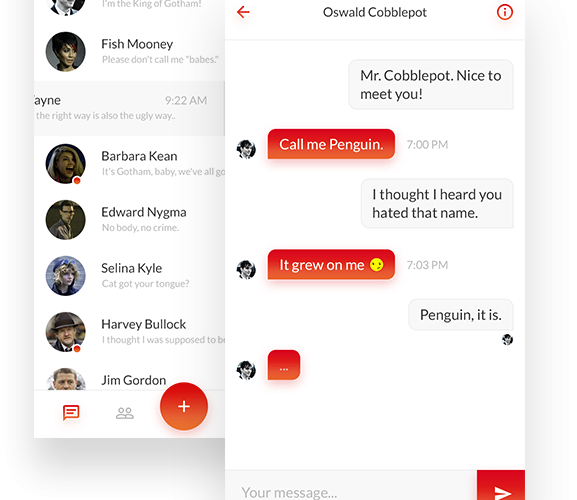 I'm the King of Gotham!
Fish Mooney
Please don't call me "babes."
ayne
9:22 AM
the right way is also the ugly way..
Barbara Kean
It's Gotham, baby, we've all go
Edward Nygma
No body, no crime.
Selina Kyle
Cat got your tongue?
Harvey Bullock
I thought I was supposed to be
Jim Gordon
+
Oswald Cobblepot
Mr. Cobblepot. Nice to
meet you!
Call me Penguin.
7:00 PM
I thought I heard you
hated that name.
It grew on me
7:03 PM
Penguin, it is.
...
Your message...